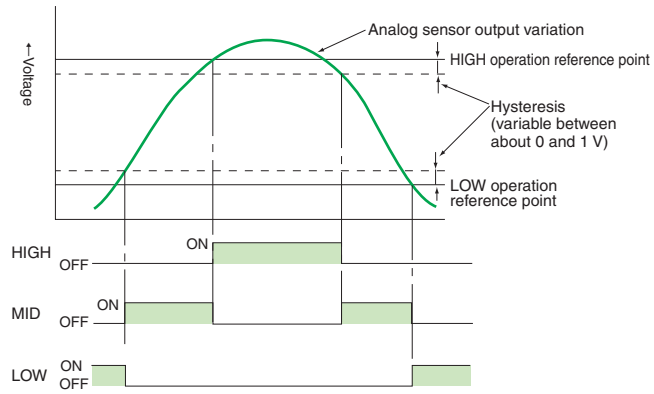 Analog sensor output variation
←Voltage
HIGH operation reference point
Hysteresis
(variable between
about 0 and 1 V)
LOW operation
reference point
HIGH
ON
OFF
MID
ON
OFF
LOW
ON
OFF